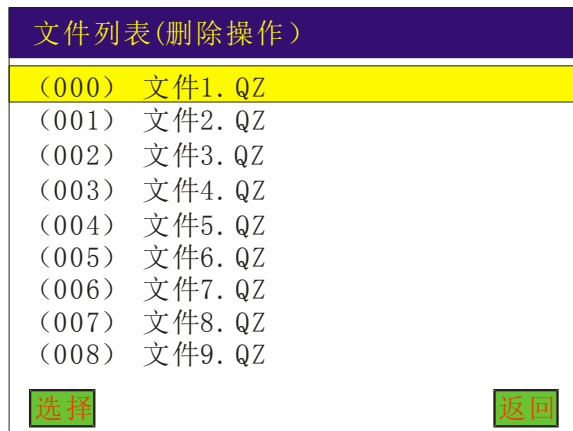 文件列表(删除操作)
(000) 文件1.QZ
(001) 文件2.QZ
(002) 文件3.QZ
(003) 文件4.QZ
(004) 文件5.QZ
(005) 文件6.QZ
(006) 文件7.QZ
(007) 文件8.QZ
(008) 文件9.QZ
选择 返回